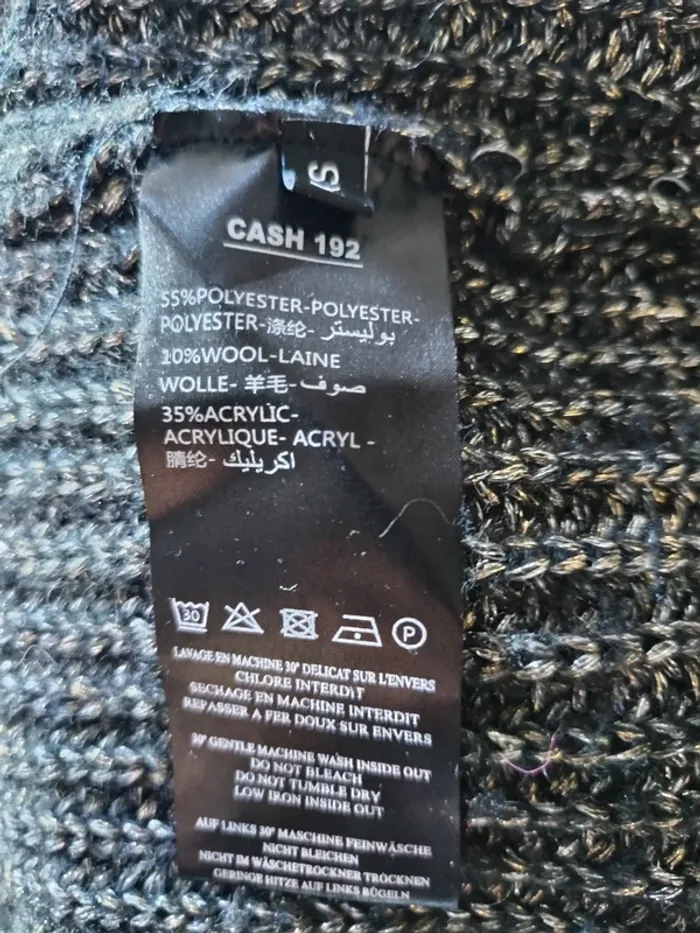 S
CASH 192
55%POLYESTER-POLYESTER-
POLYESTER-涤纶- بوليستر
10%WOOL-LAINE
WOLLE- 羊毛-صوف
35%ACRYLIC-
ACRYLIQUE- ACRYL -
腈纶- اكريليك
30
P
LAVAGE EN MACHINE 30° DELICAT SUR L'ENVERS
CHLORE INTERDIT
SECHAGE EN MACHINE INTERDIT
REPASSER A FER DOUX SUR ENVERS
30° GENTLE MACHINE WASH INSIDE OUT
DO NOT BLEACH
DO NOT TUMBLE DRY
LOW IRON INSIDE OUT
AUF LINKS 30° MASCHINE FEINWÄSCHE
NICHT BLEICHEN
NICHT IM WÄSCHETROCKNER TROCKNEN
GERINGE HITZE AUF LINKS BÜGELN